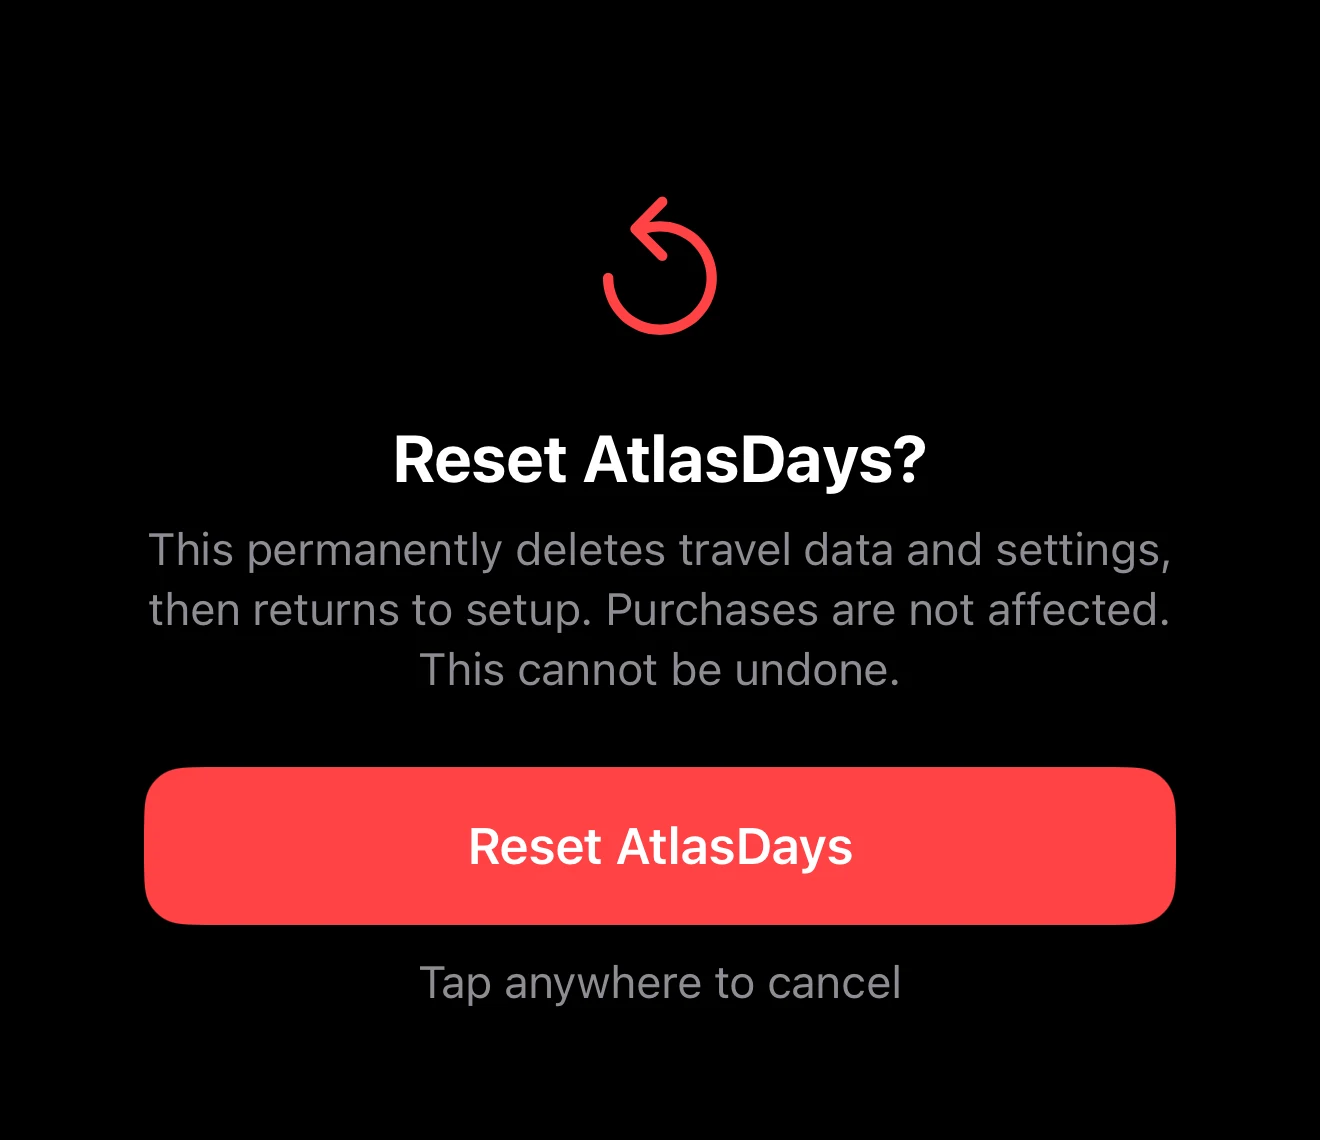 Reset AtlasDays?
This permanently deletes travel data and settings,
then returns to setup. Purchases are not affected.
This cannot be undone.
Reset AtlasDays
Tap anywhere to cancel